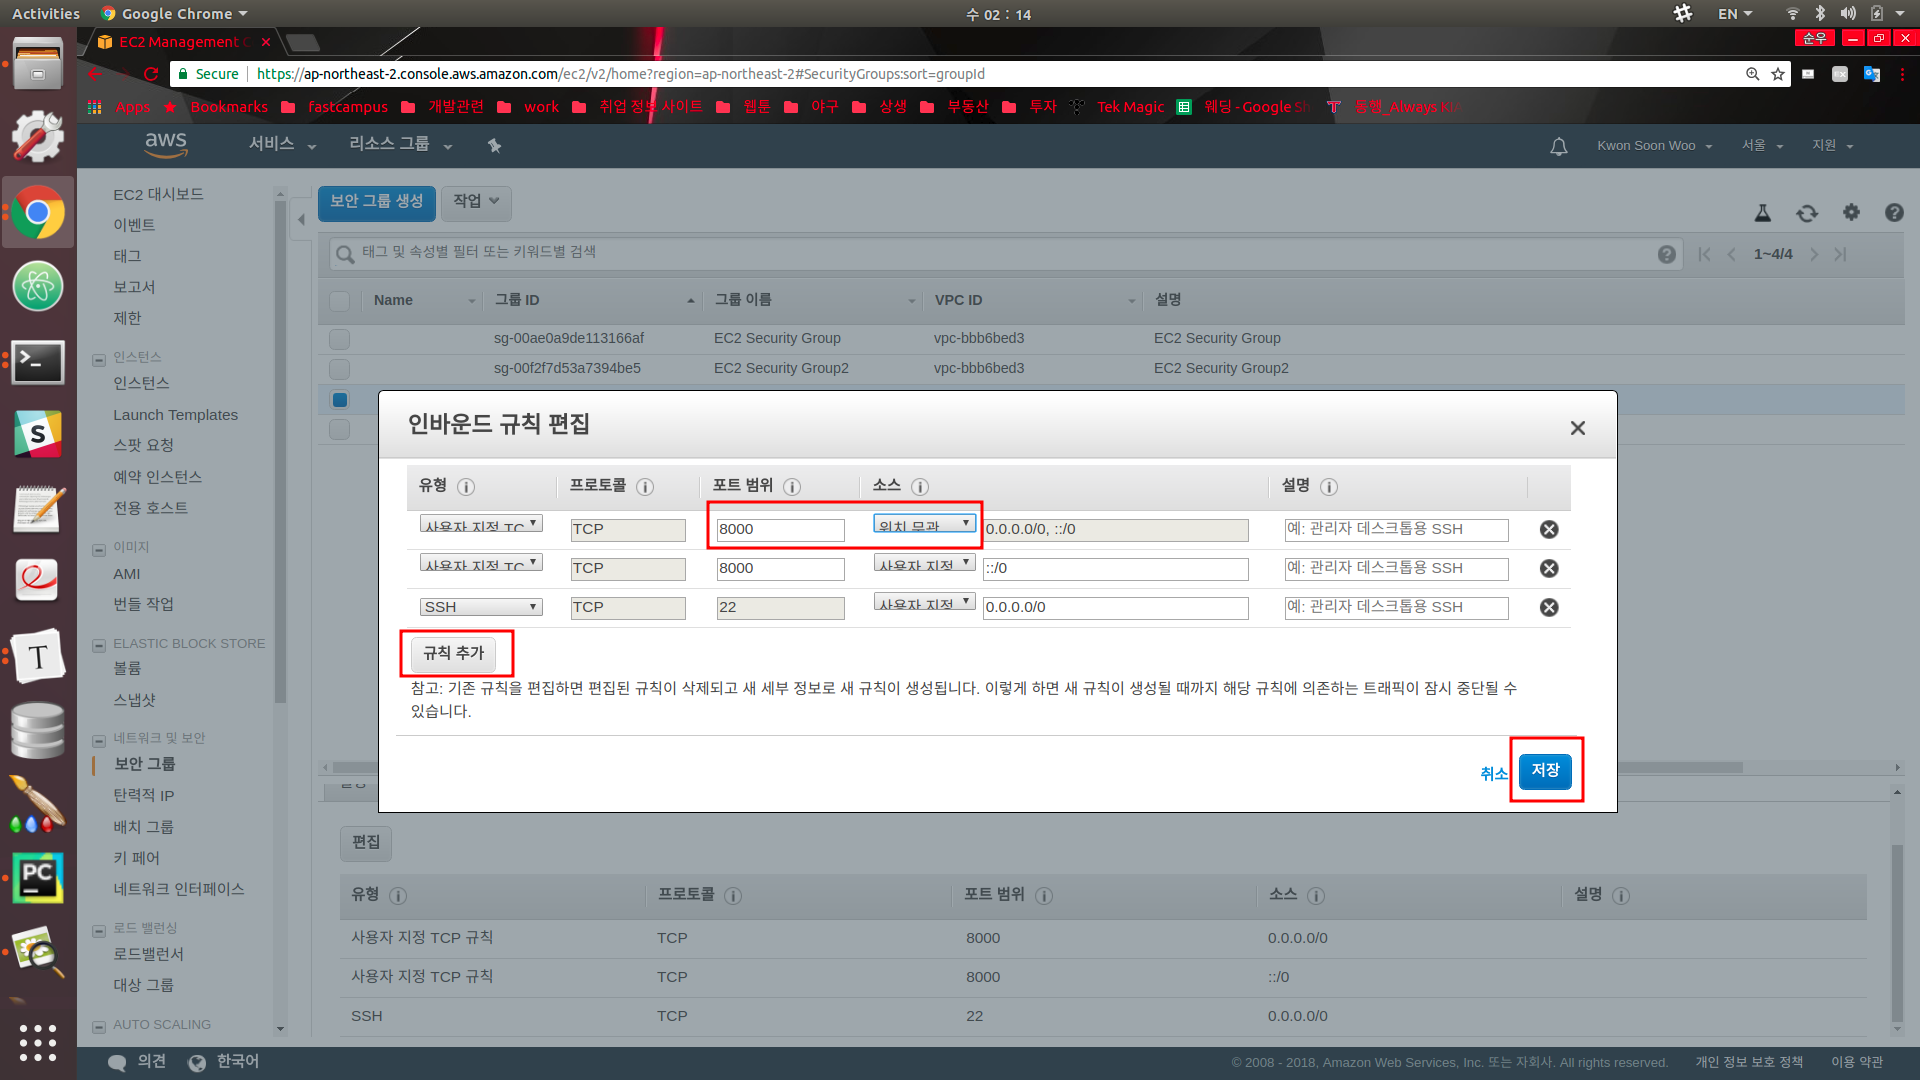 Activities
Google Chrome
수 02 : 14
EN
EC2 Management C
순우
Secure
https://ap-northeast-2.console.aws.amazon.com/ec2/v2/home?region=ap-northeast-2#SecurityGroups:sort=groupId
Apps Bookmarks fastcampus 개발관련 work 취업 정보 사이트 웹툰 야구 상생 부동산 투자 Tek Magic 웨딩 - Google Sh 통행_Always
aws 서비스 리소스 그룹 Kwon Soon Woo 서울 지원
EC2 대시보드
이벤트
태그
보고서
제한
인스턴스
인스턴스
Launch Templates
스팟 요청
예약 인스턴스
전용 호스트
이미지
AMI
번들 작업
ELASTIC BLOCK STORE
볼륨
스냅샷
네트워크 및 보안
보안 그룹
탄력적 IP
배치 그룹
키 페어
네트워크 인터페이스
로드 밸런싱
로드밸런서
대상 그룹
AUTO SCALING
보안 그룹 생성 작업
태그 및 속성별 필터 또는 키워드별 검색
1~4/4
Name 그룹 ID 그룹 이름 VPC ID 설명
sg-00ae0a9de113166af EC2 Security Group vpc-bbb6bed3 EC2 Security Group
sg-00f2f7d53a7394be5 EC2 Security Group2 vpc-bbb6bed3 EC2 Security Group2
인바운드 규칙 편집
유형 프로토콜 포트 범위 소스 설명
사용자 지정 TC TCP 8000 위치 무관 0.0.0.0/0, ::/0 예: 관리자 데스크톱용 SSH
사용자 지정 TC TCP 8000 사용자 지정 ::/0 예: 관리자 데스크톱용 SSH
SSH TCP 22 사용자 지정 0.0.0.0/0 예: 관리자 데스크톱용 SSH
규칙 추가
참고: 기존 규칙을 편집하면 편집된 규칙이 삭제되고 새 세부 정보로 새 규칙이 생성됩니다. 이렇게 하면 새 규칙이 생성될 때까지 해당 규칙에 의존하는 트래픽이 잠시 중단될 수
있습니다.
취소 저장
편집
유형 프로토콜 포트 범위 소스 설명
사용자 지정 TCP 규칙 TCP 8000 0.0.0.0/0
사용자 지정 TCP 규칙 TCP 8000 ::/0
SSH TCP 22 0.0.0.0/0
의견 한국어
© 2008 - 2018, Amazon Web Services, Inc. 또는 자회사. All rights reserved. 개인 정보 보호 정책 이용 약관